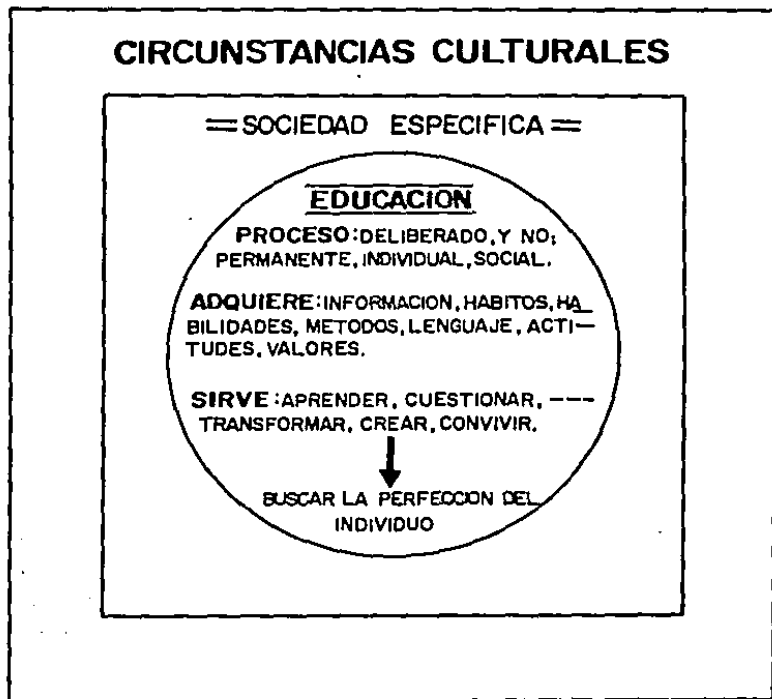 CIRCUNSTANCIAS CULTURALES
= SOCIEDAD ESPECIFICA =
EDUCACION
PROCESO: DELIBERADO, Y NO;
PERMANENTE, INDIVIDUAL, SOCIAL.
ADQUIERE: INFORMACION, HABITOS, HA_
BILIDADES, METODOS, LENGUAJE, ACTI—
TUDES, VALORES.
SIRVE: APRENDER, CUESTIONAR, ---
TRANSFORMAR, CREAR, CONVIVIR.
BUSCAR LA PERFECCION DEL
INDIVIDUO